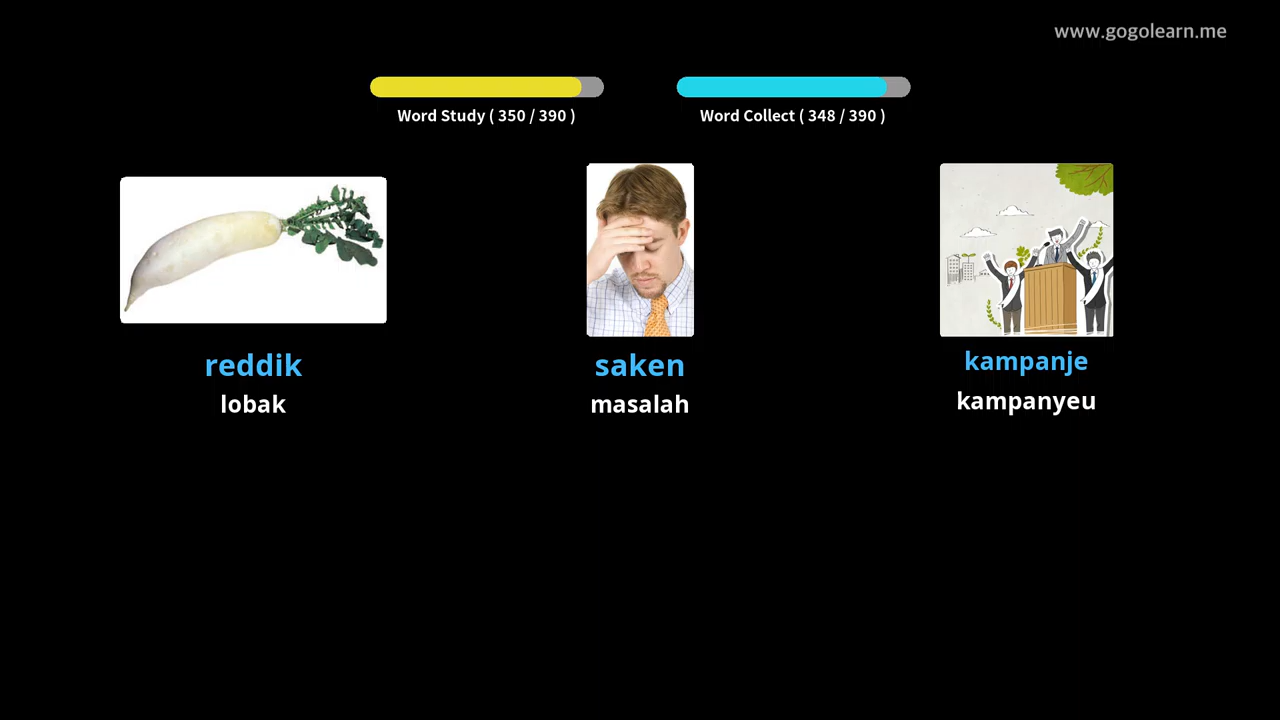 www.gogolearn.me
Word Study ( 350 / 390 )
Word Collect ( 348 / 390 )
reddik
lobak
saken
masalah
kampanje
kampanyeu